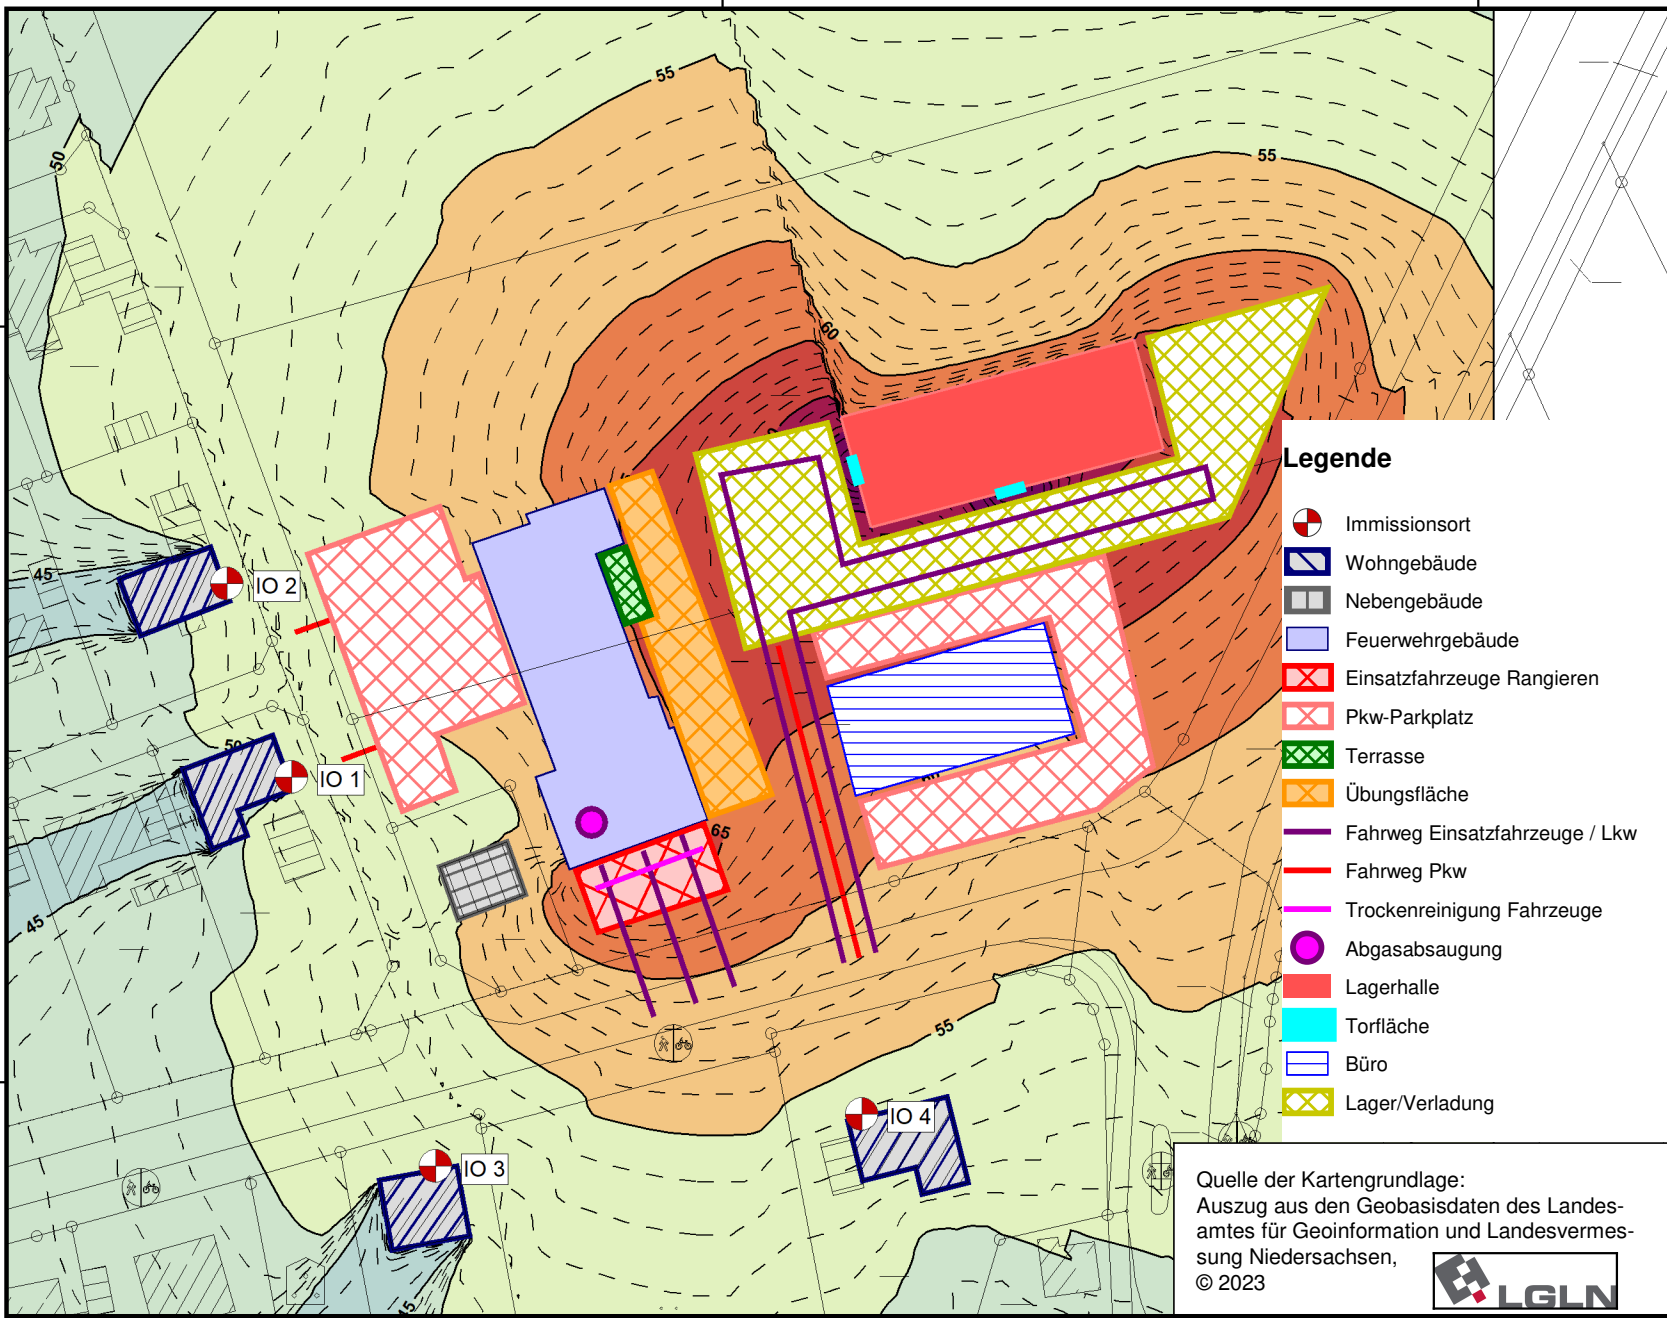 55
50
55
60
45
IO 2
50
IO 1
65
60
45
55
IO 4
IO 3
45
Legende
Immissionsort
Wohngebäude
Nebengebäude
Feuerwehrgebäude
Einsatzfahrzeuge Rangieren
Pkw-Parkplatz
Terrasse
Übungsfläche
Fahrweg Einsatzfahrzeuge / Lkw
Fahrweg Pkw
Trockenreinigung Fahrzeuge
Abgasabsaugung
Lagerhalle
Torfläche
Büro
Lager/Verladung
Quelle der Kartengrundlage:
Auszug aus den Geobasisdaten des Landes-
amtes für Geoinformation und Landesvermes-
sung Niedersachsen,
© 2023
LGLN